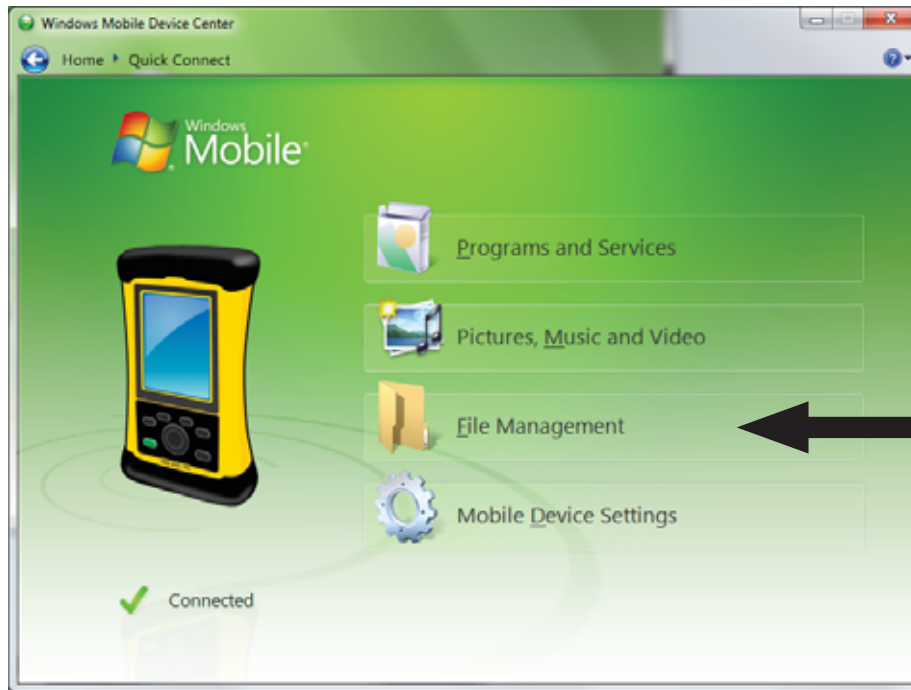 Windows Mobile Device Center
Home Quick Connect
Windows
Mobile
Programs and Services
Pictures, Music and Video
File Management
Mobile Device Settings
Connected